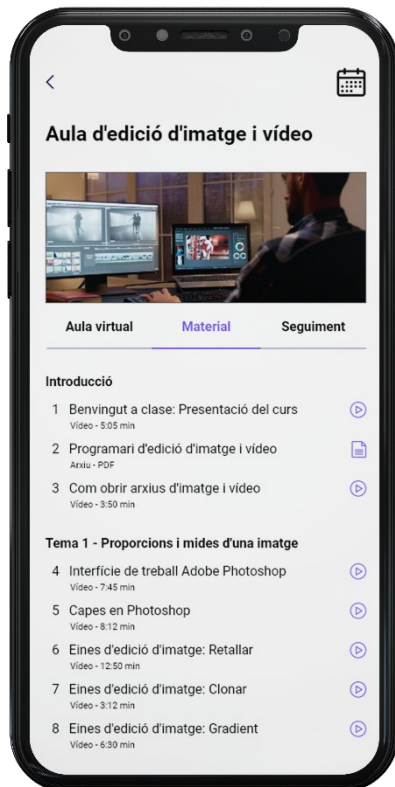 Aula d'edició d'imatge i vídeo
Aula virtual
Material
Seguiment
Introducció
1 Benvingut a clase: Presentació del curs
Vídeo - 5:05 min
2 Programari d'edició d'imatge i vídeo
Arxiu - PDF
3 Com obrir arxius d'imatge i vídeo
Vídeo - 3:50 min
Tema 1 - Proporcions i mides d'una imatge
4 Interfície de treball Adobe Photoshop
Vídeo - 7:45 min
5 Capes en Photoshop
Vídeo - 8:12 min
6 Eines d'edició d'imatge: Retallar
Vídeo - 12:50 min
7 Eines d'edició d'imatge: Clonar
Vídeo - 3:12 min
8 Eines d'edició d'imatge: Gradient
Vídeo - 6:30 min